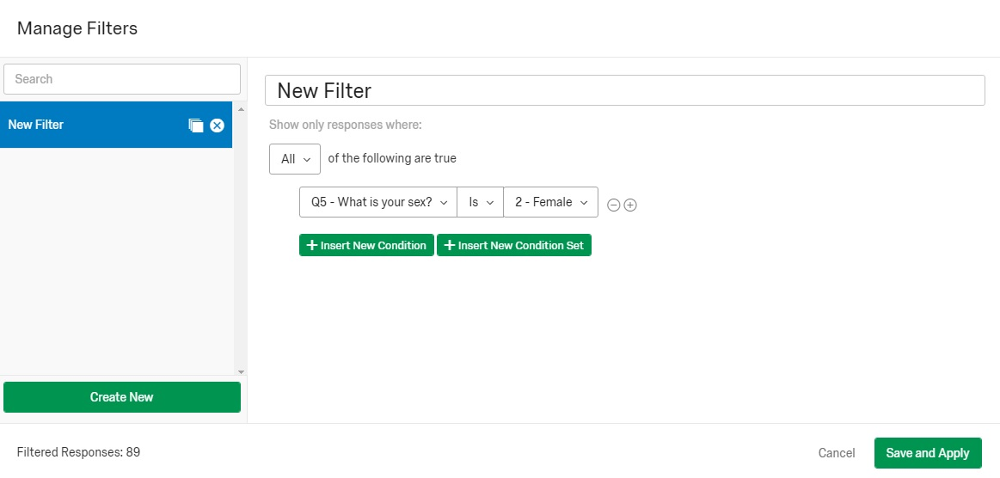 Manage Filters
Search
New Filter
Create New
New Filter
Show only responses where:
All of the following are true
Q5 - What is your sex? Is 2 - Female
Insert New Condition Insert New Condition Set
Filtered Responses: 89
Cancel Save and Apply